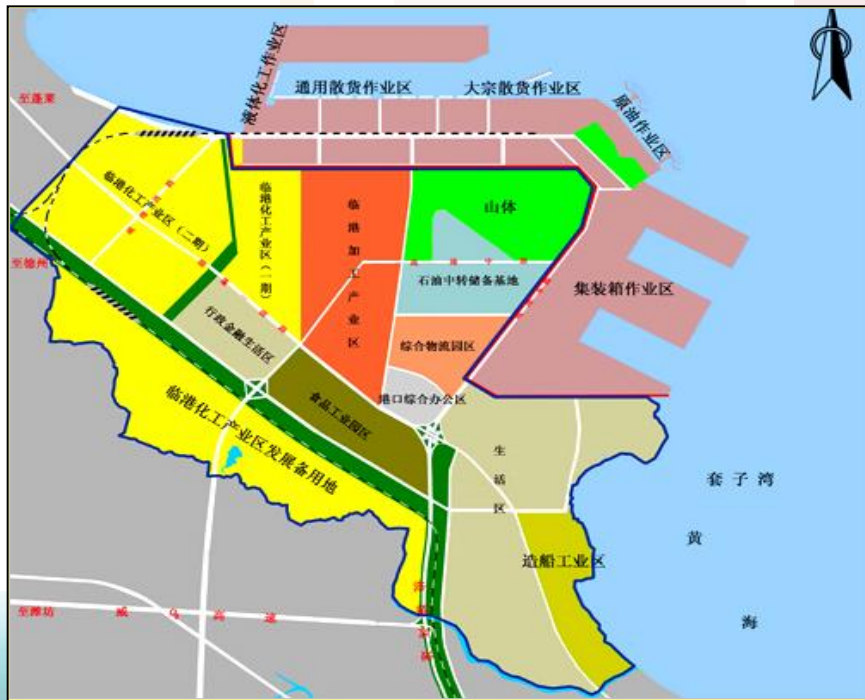 液体化工作业区
通用散货作业区
大宗散货作业区
原油作业区
至蓬莱
临港化工产业区（二期）
临港化工产业区（一期）
临港加工产业区
山体
至德州
石油中转储备基地
集装箱作业区
行政金融生活区
综合物流园区
港口综合办公区
食品工业园区
临港化工产业区发展备用地
生活区
套子湾
黄海
造船工业区
至潍坊
威乌高速